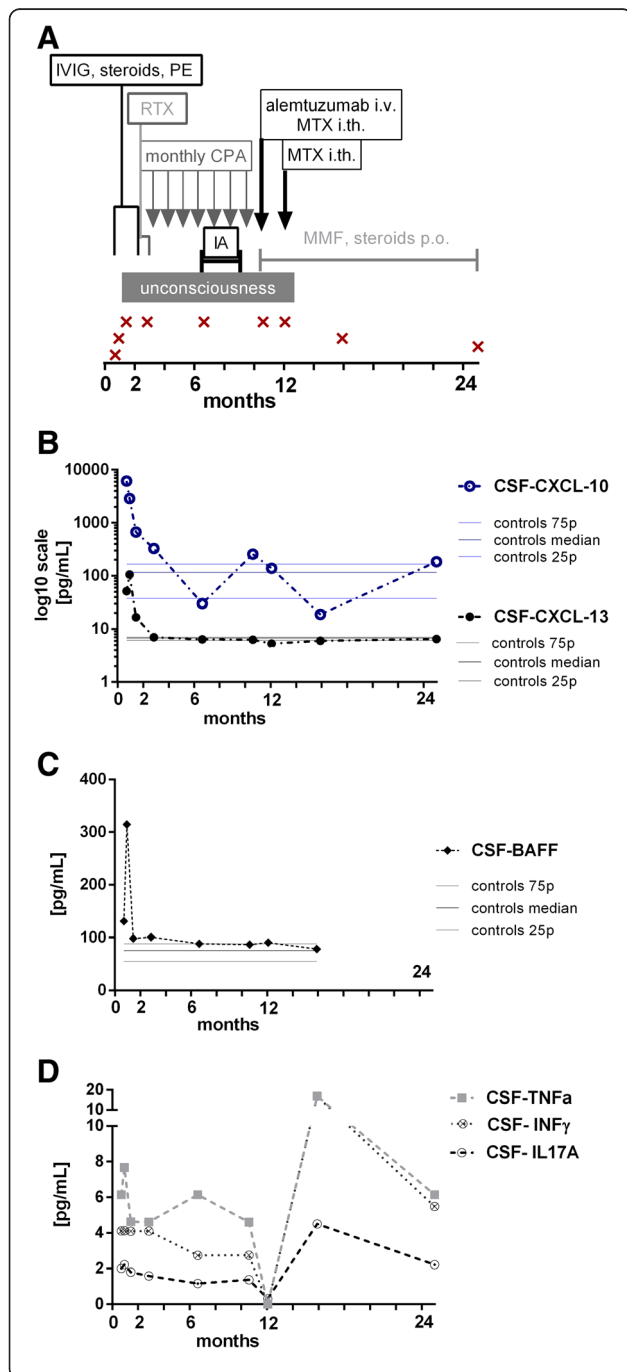 A
IVIG, steroids, PE
RTX
alemtuzumab i.v.
MTX i.th.
monthly CPA
MTX i.th.
IA
MMF, steroids p.o.
unconsciousness
0 2 6 12 24
months
B
10000
1000
100
10
1
log10 scale
[pg/mL]
0 2 6 12 24
months
CSF-CXCL-10
controls 75p
controls median
controls 25p
CSF-CXCL-13
controls 75p
controls median
controls 25p
C
400
300
200
100
0
[pg/mL]
24
0 2 6 12
months
CSF-BAFF
controls 75p
controls median
controls 25p
D
20
10
10
8
6
4
2
0
[pg/mL]
0 2 6 12 24
months
CSF-TNFa
CSF- INFγ
CSF- IL17A